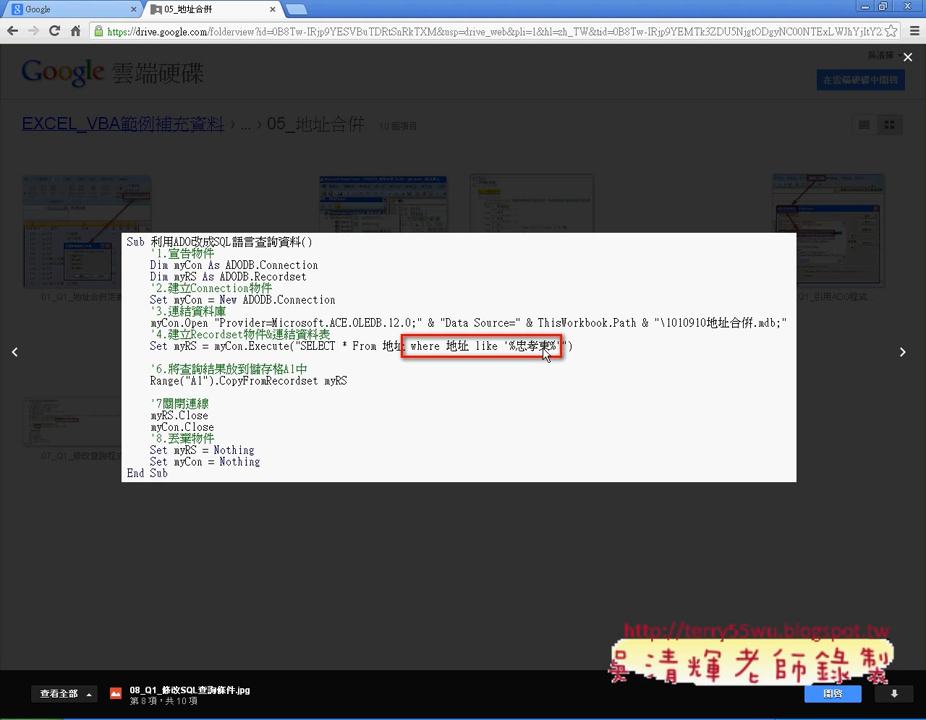 Google
05_地址合併
https://drive.google.com/folderview?id=0B8Tw-IRjp9YESVBuTDRtSnRkTXM&usp=drive_web&pli=1&hl=zh_TW&tid=0B8Tw-IRjp9YEMTk3ZDU5NjgtODgyNC00NTExLWJhYjItY2
Google 雲端硬碟
在雲端硬碟中開啟
EXCEL_VBA範例補充資料 › ... › 05_地址合併 10 個項目
Sub 利用ADO改成SQL語言查詢資料()
'1.宣告物件
Dim myCon As ADODB.Connection
Dim myRS As ADODB.Recordset
'2.建立Connection物件
Set myCon = New ADODB.Connection
'3.連結資料庫
myCon.Open "Provider=Microsoft.ACE.OLEDB.12.0;" & "Data Source=" & ThisWorkbook.Path & "\1010910地址合併.mdb;"
'4.建立Recordset物件&連結資料表
Set myRS = myCon.Execute("SELECT * From 地址 where 地址 like '%忠孝東%'")
'6.將查詢結果放到儲存格A1中
Range("A1").CopyFromRecordset myRS
'7關閉連線
myRS.Close
myCon.Close
'8.丟棄物件
Set myRS = Nothing
Set myCon = Nothing
End Sub
http://terry55wu.blogspot.tw
吳清輝老師錄製
查看全部
08_Q1_修改SQL查詢條件.jpg
第 8 項，共 10 項
開啟